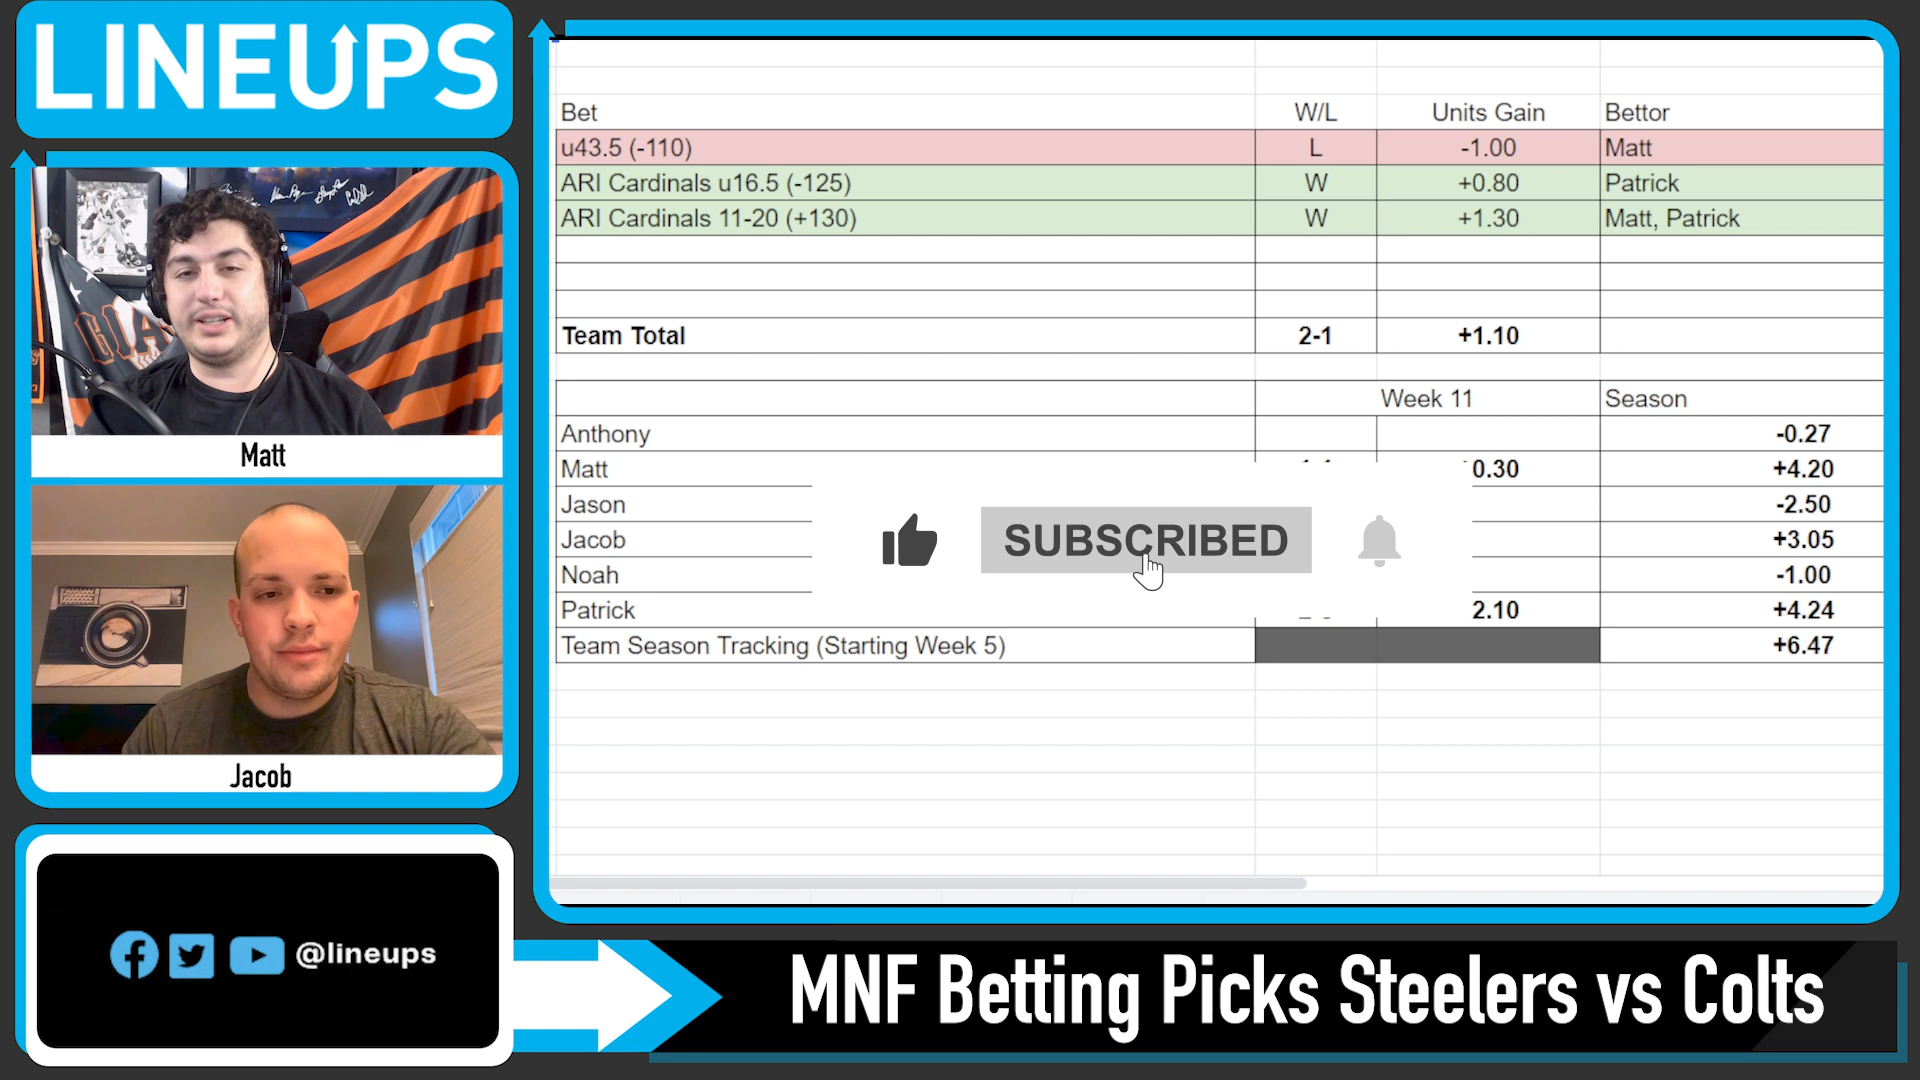 LINEUPS
Matt
Jacob
@lineups
Bet W/L Units Gain Bettor
u43.5 (-110) L -1.00 Matt
ARI Cardinals u16.5 (-125) W +0.80 Patrick
ARI Cardinals 11-20 (+130) W +1.30 Matt, Patrick
Team Total 2-1 +1.10
Week 11 Season
Anthony -0.27
Matt 0.30 +4.20
Jason -2.50
Jacob +3.05
Noah -1.00
Patrick 2.10 +4.24
Team Season Tracking (Starting Week 5) +6.47
SUBSCRIBED
MNF Betting Picks Steelers vs Colts